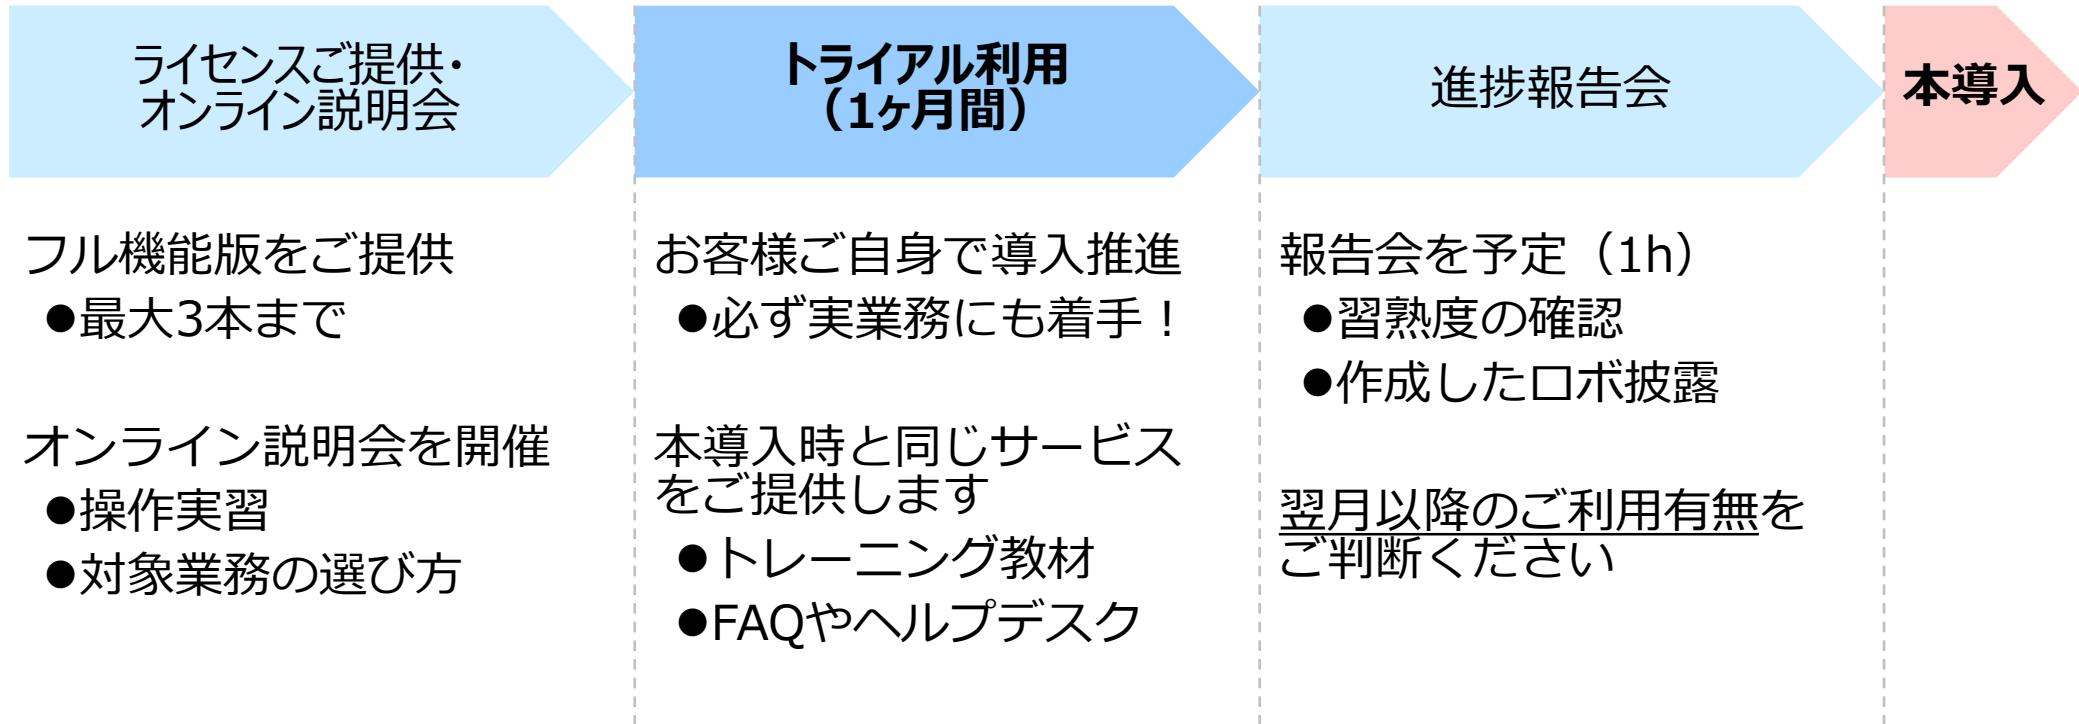 ライセンスご提供・
オンライン説明会
トライアル利用
（1ヶ月間）
進捗報告会
本導入
フル機能版をご提供
●最大3本まで
オンライン説明会を開催
●操作実習
●対象業務の選び方
お客様ご自身で導入推進
●必ず実業務にも着手！
本導入時と同じサービス
をご提供します
●トレーニング教材
●FAQやヘルプデスク
報告会を予定（1h）
●習熟度の確認
●作成したロボ披露
翌月以降のご利用有無を
ご判断ください